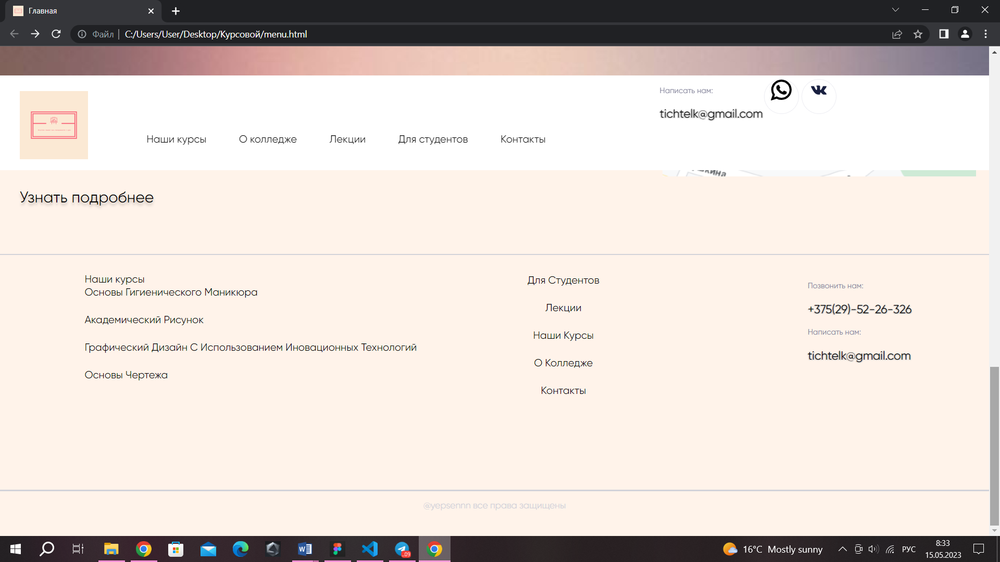 Главная
Файл
C:/Users/User/Desktop/Курсовой/menu.html
Написать нам:
tichtelk@gmail.com
Наши курсы
О колледже
Лекции
Для студентов
Контакты
Узнать подробнее
Наши курсы
Основы Гигиенического Маникюра
Академический Рисунок
Графический Дизайн С Использованием Иновационных Технологий
Основы Чертежа
Для Студентов
Лекции
Наши Курсы
О Колледже
Контакты
Позвонить нам:
+375(29)-52-26-326
Написать нам:
tichtelk@gmail.com
@yepsennn все права защищены
..09
16°C Mostly sunny
РУС
8:33
15.05.2023